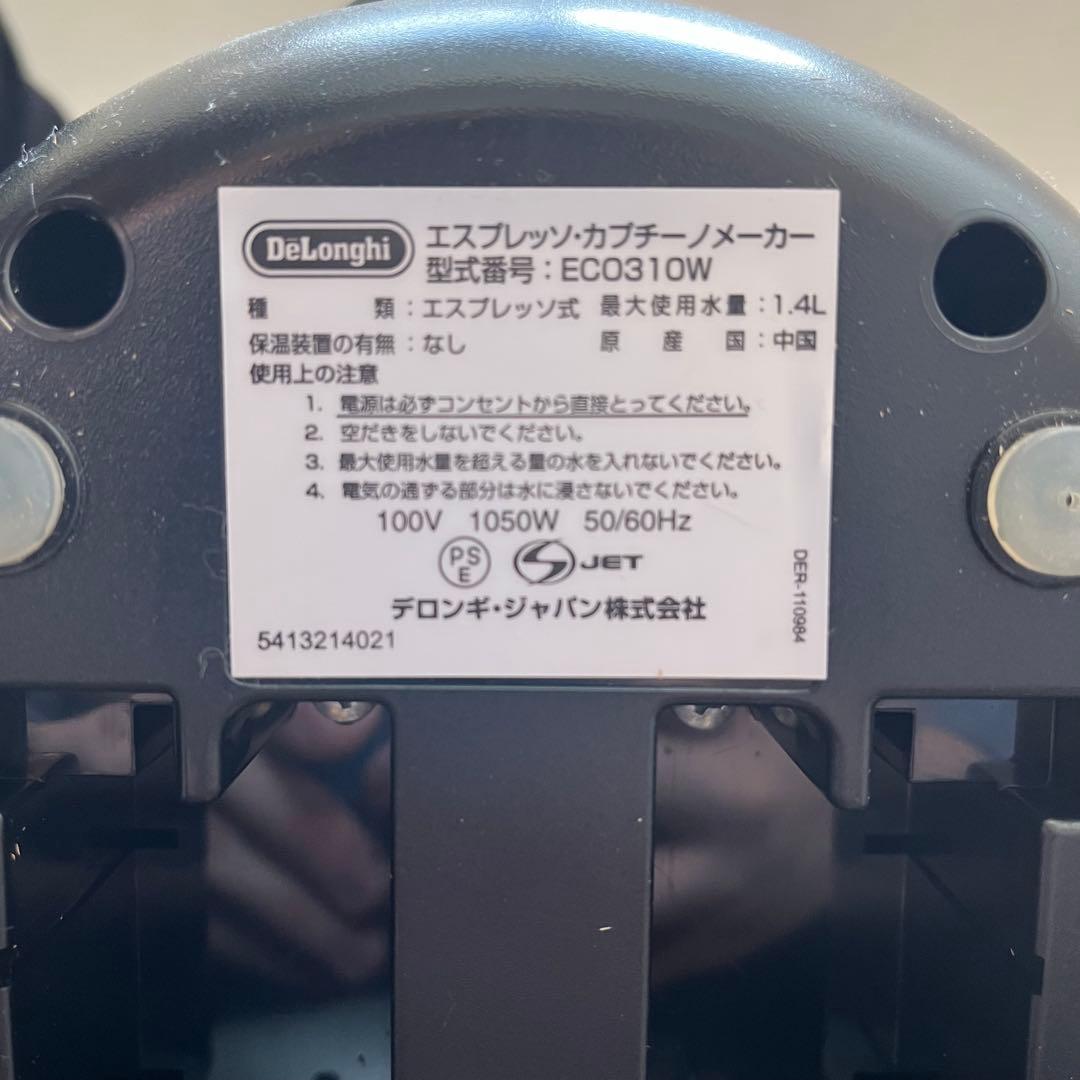 DeLonghi
エスプレッソ・カプチーノメーカー
型式番号：ECO310W
種類：エスプレッソ式 最大使用水量：1.4L
保温装置の有無：なし 原産国：中国
使用上の注意
1. 電源は必ずコンセントから直接とってください。
2. 空だきをしないでください。
3. 最大使用水量を超える量の水を入れないでください。
4. 電気の通ずる部分は水に浸さないでください。
100V 1050W 50/60Hz
PSE JET
デロンギ・ジャパン株式会社
5413214021
DER-110984